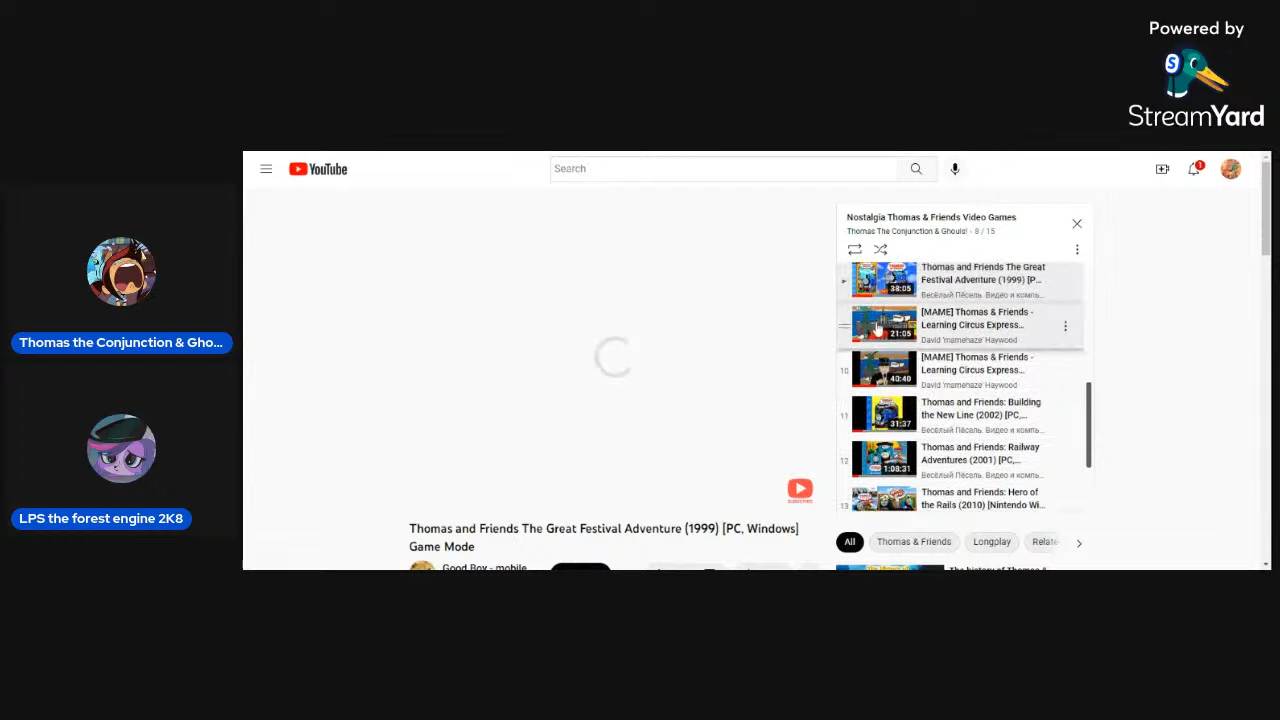 Powered by
S
StreamYard
YouTube
Search
1
Nostalgia Thomas & Friends Video Games
Thomas The Conjunction & Ghouls! - 8 / 15
Thomas and Friends The Great
Festival Adventure (1999) [P...
Весёлый Пёсель. Видео и компь...
38:05
[MAME] Thomas & Friends -
Learning Circus Express...
David 'mamehaze' Haywood
21:05
10
[MAME] Thomas & Friends -
Learning Circus Express...
David 'mamehaze' Haywood
40:40
11
Thomas and Friends: Building
the New Line (2002) [PC,...
Весёлый Пёсель. Видео и компь...
31:37
12
Thomas and Friends: Railway
Adventures (2001) [PC,...
Весёлый Пёсель. Видео и компь...
1:08:31
13
Thomas and Friends: Hero of
the Rails (2010) [Nintendo Wi...
Thomas the Conjunction & Gho...
LPS the forest engine 2K8
SUBSCRIBE
Thomas and Friends The Great Festival Adventure (1999) [PC, Windows]
Game Mode
Good Boy - mobile
All
Thomas & Friends
Longplay
Relate